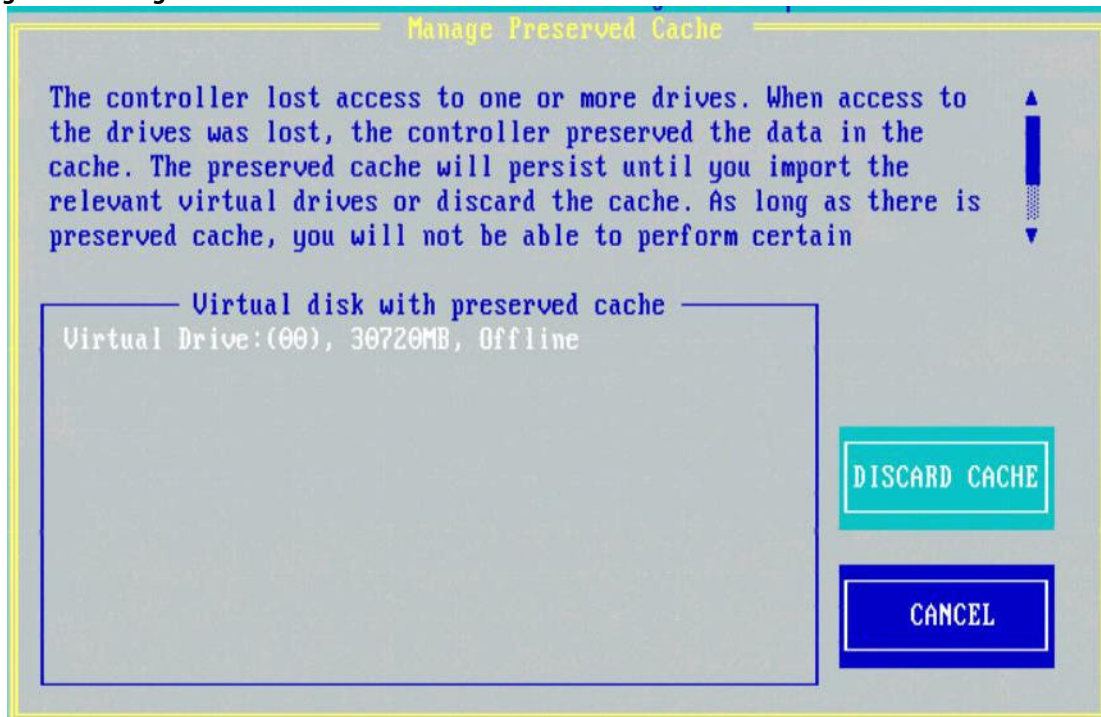 Manage Preserved Cache
The controller lost access to one or more drives. When access to
the drives was lost, the controller preserved the data in the
cache. The preserved cache will persist until you import the
relevant virtual drives or discard the cache. As long as there is
preserved cache, you will not be able to perform certain
Virtual disk with preserved cache
Virtual Drive:(00), 30720MB, Offline
DISCARD CACHE
CANCEL